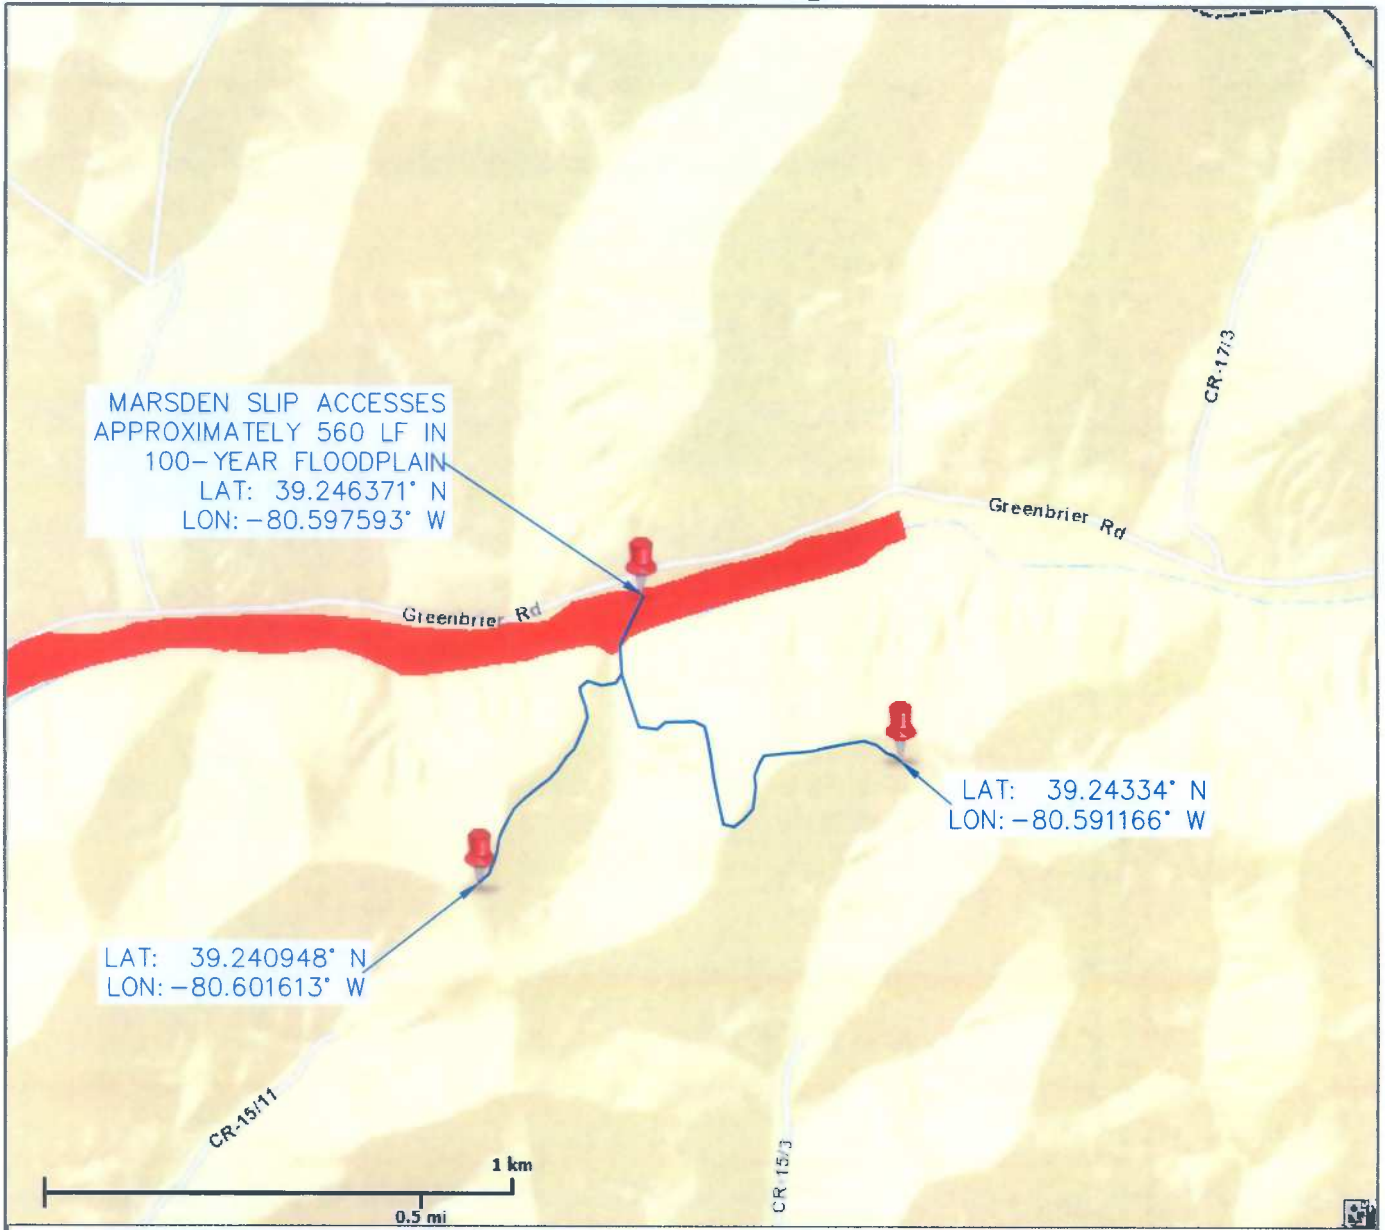 MARSDEN SLIP ACCESSES
APPROXIMATELY 560 LF IN
100-YEAR FLOODPLAIN
LAT: 39.246371° N
LON: -80.597593° W
CR-17/3
Greenbrier Rd
Greenbrier Rd
LAT: 39.24334° N
LON: -80.591166° W
LAT: 39.240948° N
LON: -80.601613° W
CR-15/11
CR-15/3
1 km
0.5 mi